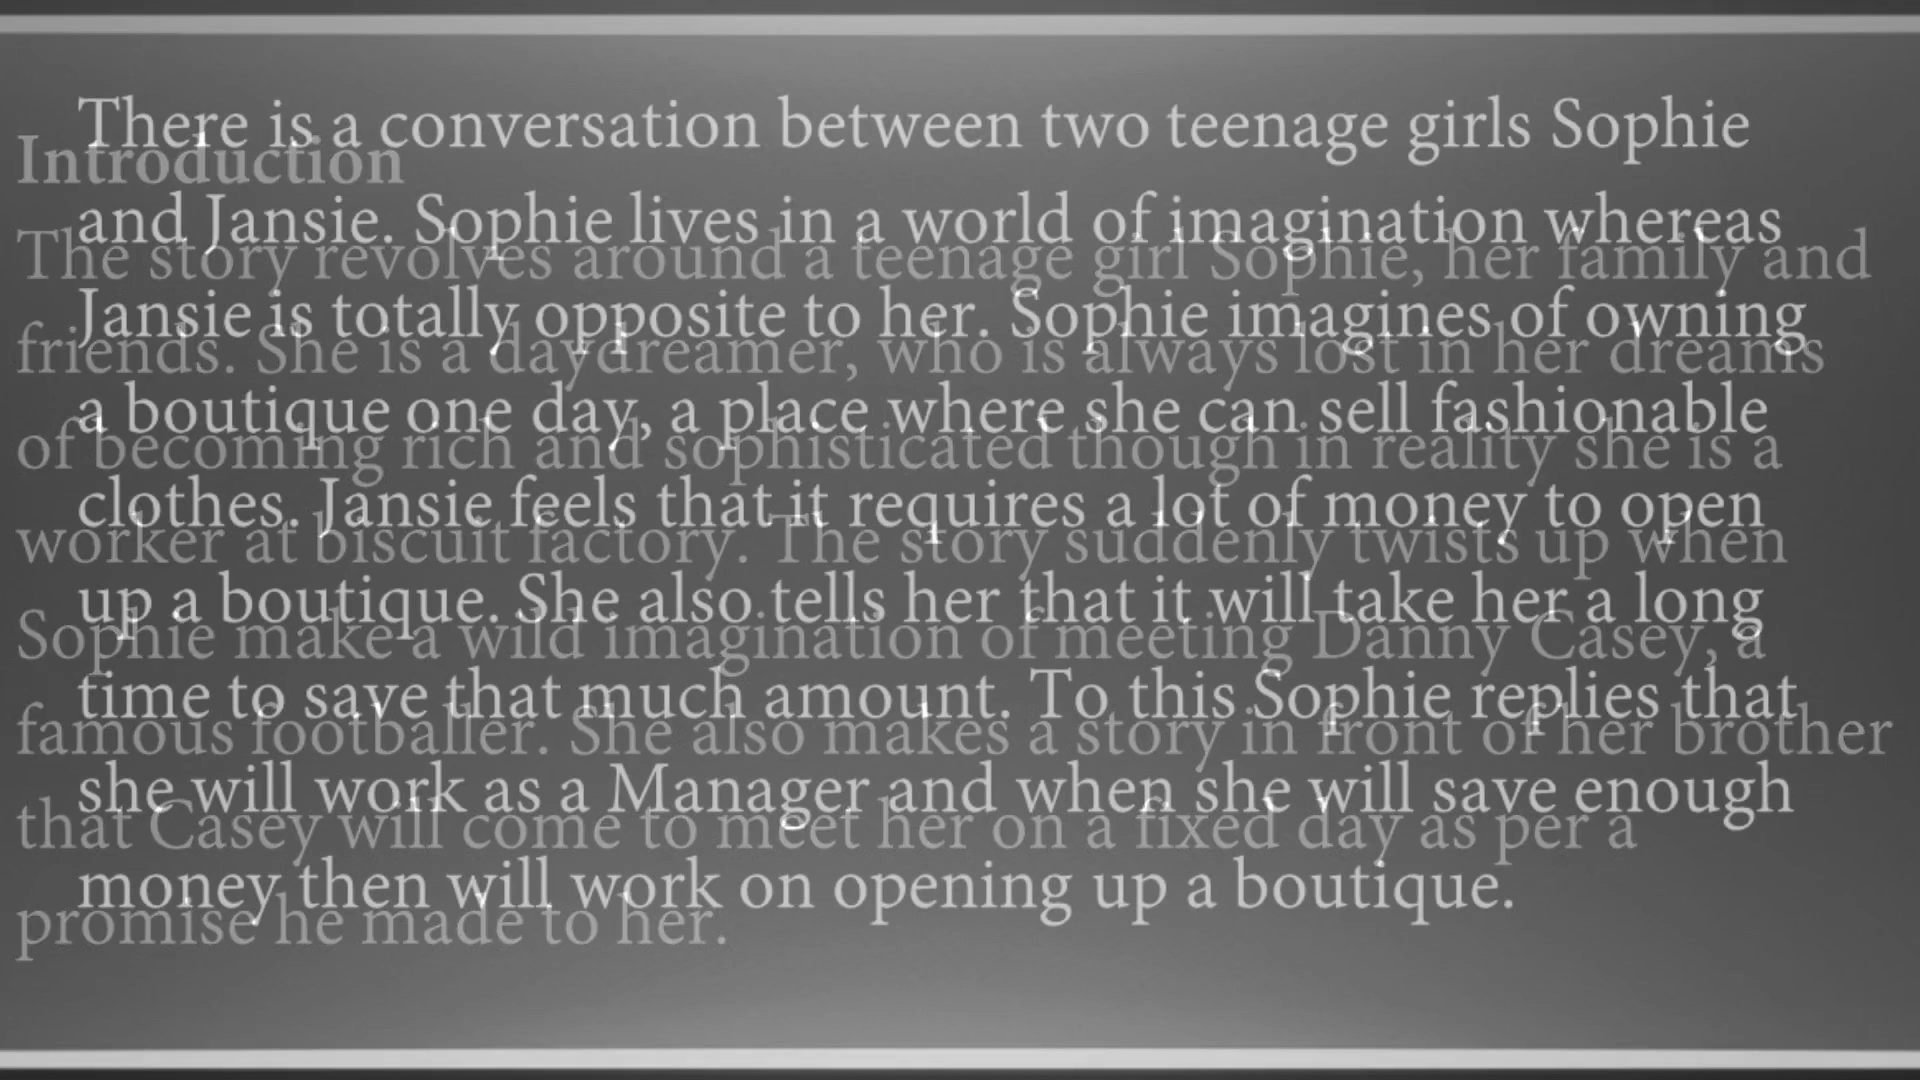 There is a conversation between two teenage girls Sophie
and Jansie. Sophie lives in a world of imagination whereas
Jansie is totally opposite to her. Sophie imagines of owning
a boutique one day, a place where she can sell fashionable
clothes. Jansie feels that it requires a lot of money to open
up a boutique. She also tells her that it will take her a long
time to save that much amount. To this Sophie replies that
she will work as a Manager and when she will save enough
money then will work on opening up a boutique.
Introduction
The story revolves around a teenage girl Sophie, her family and
friends. She is a daydreamer, who is always lost in her dreams
of becoming rich and sophisticated though in reality she is a
worker at biscuit factory. The story suddenly twists up when
Sophie make a wild imagination of meeting Danny Casey, a
famous footballer. She also makes a story in front of her brother
that Casey will come to meet her on a fixed day as per a
promise he made to her.